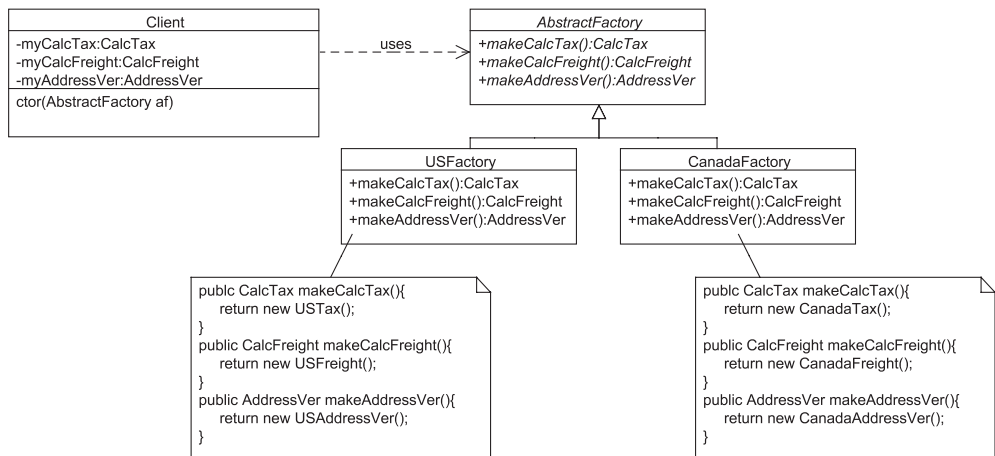 Client
-myCalcTax:CalcTax
-myCalcFreight:CalcFreight
-myAddressVer:AddressVer
ctor(AbstractFactory af)
uses
AbstractFactory
+makeCalcTax():CalcTax
+makeCalcFreight():CalcFreight
+makeAddressVer():AddressVer
USFactory
+makeCalcTax():CalcTax
+makeCalcFreight():CalcFreight
+makeAddressVer():AddressVer
CanadaFactory
+makeCalcTax():CalcTax
+makeCalcFreight():CalcFreight
+makeAddressVer():AddressVer
publc CalcTax makeCalcTax(){
return new USTax();
}
public CalcFreight makeCalcFreight(){
return new USFreight();
}
public AddressVer makeAddressVer(){
return new USAddressVer();
}
publc CalcTax makeCalcTax(){
return new CanadaTax();
}
public CalcFreight makeCalcFreight(){
return new CanadaFreight();
}
public AddressVer makeAddressVer(){
return new CanadaAddressVer();
}